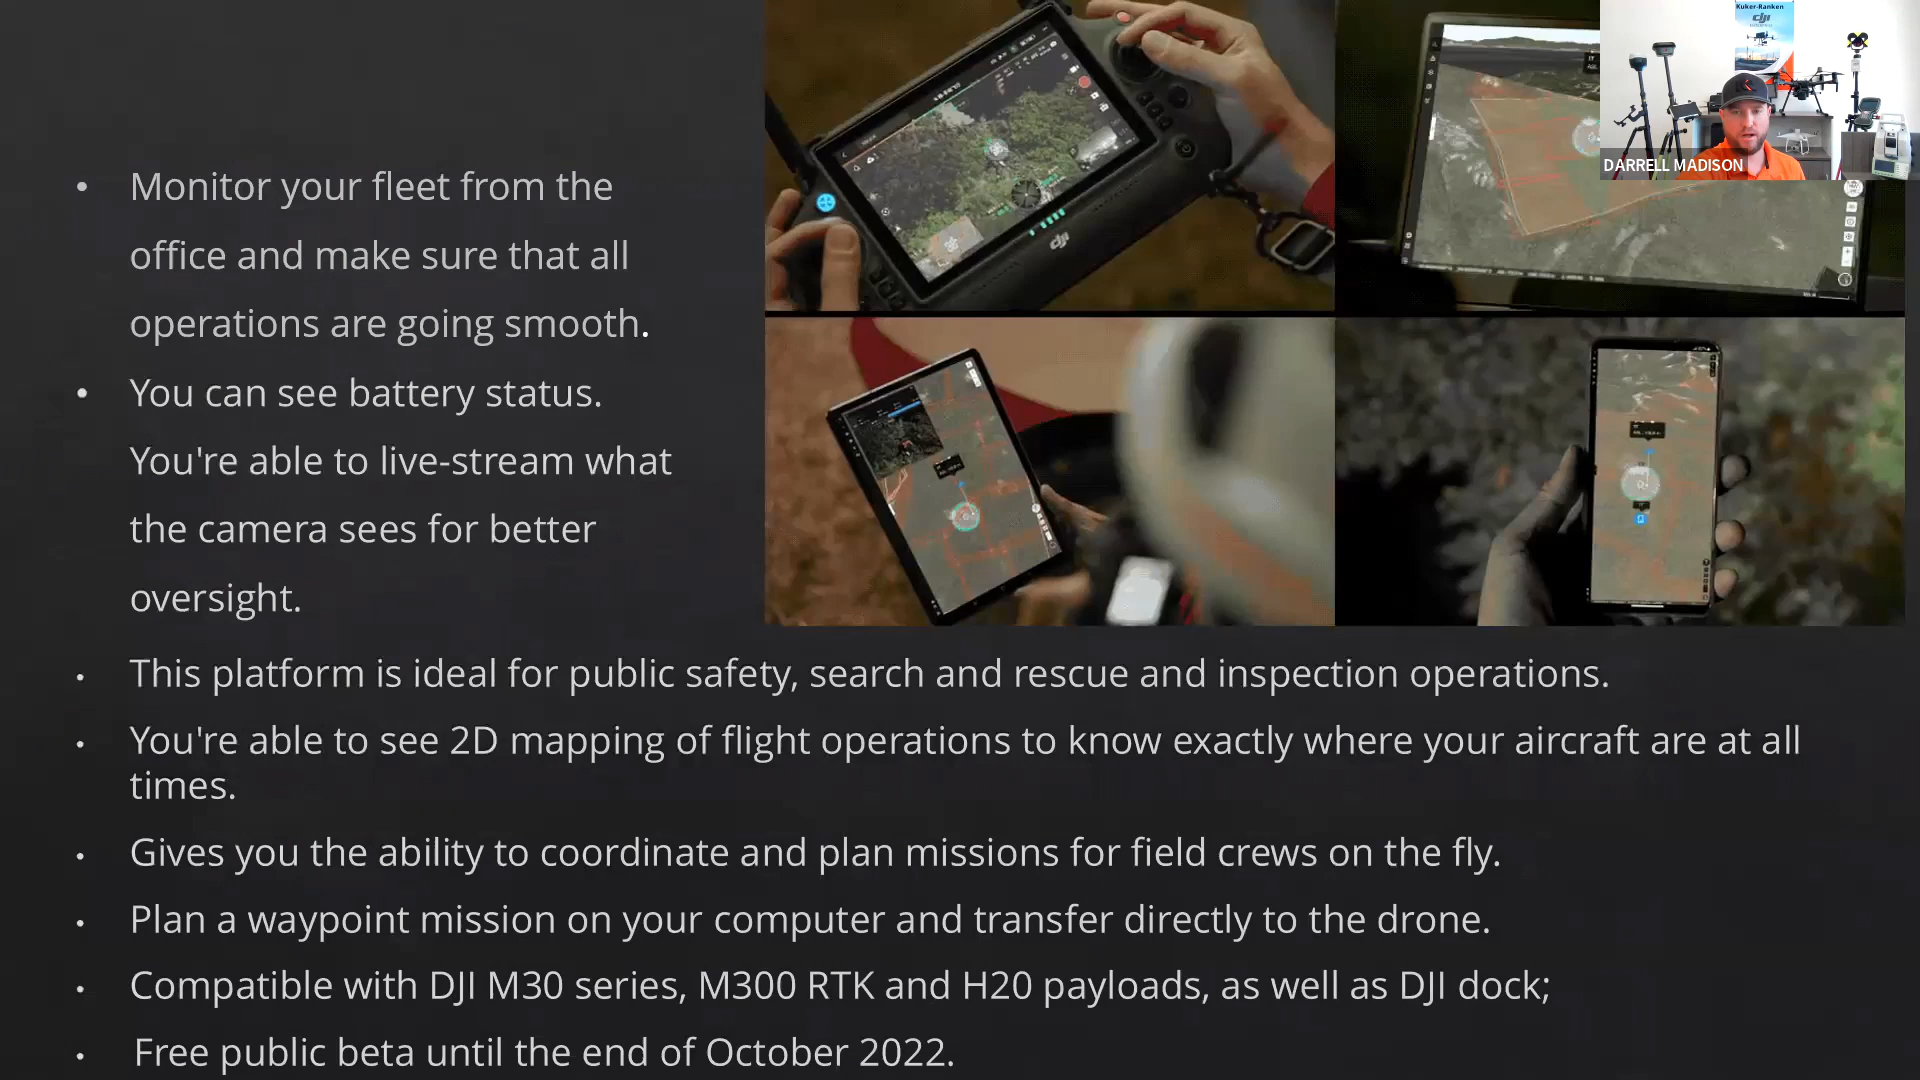 Kuker-Ranken
dji
DARRELL MADISON
dji
• Monitor your fleet from the
office and make sure that all
operations are going smooth.
• You can see battery status.
You're able to live-stream what
the camera sees for better
oversight.
• This platform is ideal for public safety, search and rescue and inspection operations.
• You're able to see 2D mapping of flight operations to know exactly where your aircraft are at all
times.
• Gives you the ability to coordinate and plan missions for field crews on the fly.
• Plan a waypoint mission on your computer and transfer directly to the drone.
• Compatible with DJI M30 series, M300 RTK and H20 payloads, as well as DJI dock;
• Free public beta until the end of October 2022.